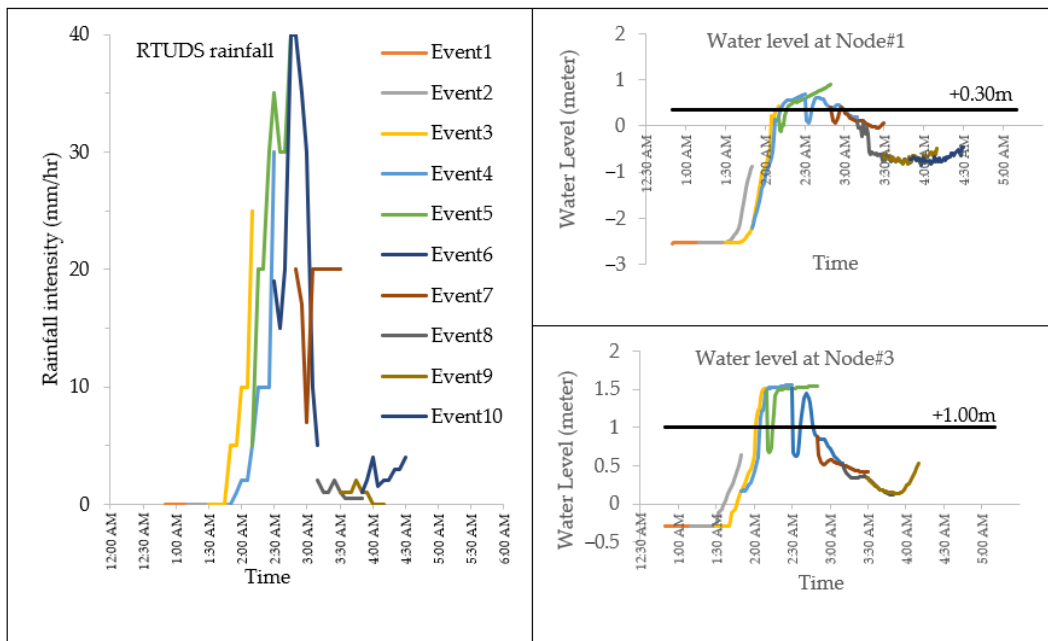 RTUDS rainfall
Rainfall intensity (mm/hr)
40
30
20
10
0
Event1
Event2
Event3
Event4
Event5
Event6
Event7
Event8
Event9
Event10
12:00 AM
12:30 AM
1:00 AM
1:30 AM
2:00 AM
2:30 AM
3:00 AM
3:30 AM
4:00 AM
4:30 AM
5:00 AM
5:30 AM
6:00 AM
Time
Water level at Node#1
Water Level (meter)
2
1
0
−1
−2
−3
+0.30m
12:30 AM
1:00 AM
1:30 AM
2:00 AM
2:30 AM
3:00 AM
3:30 AM
4:00 AM
4:30 AM
5:00 AM
Time
Water level at Node#3
Water Level (meter)
2
1.5
1
0.5
0
−0.5
+1.00m
12:30 AM
1:00 AM
1:30 AM
2:00 AM
2:30 AM
3:00 AM
3:30 AM
4:00 AM
4:30 AM
5:00 AM
Time